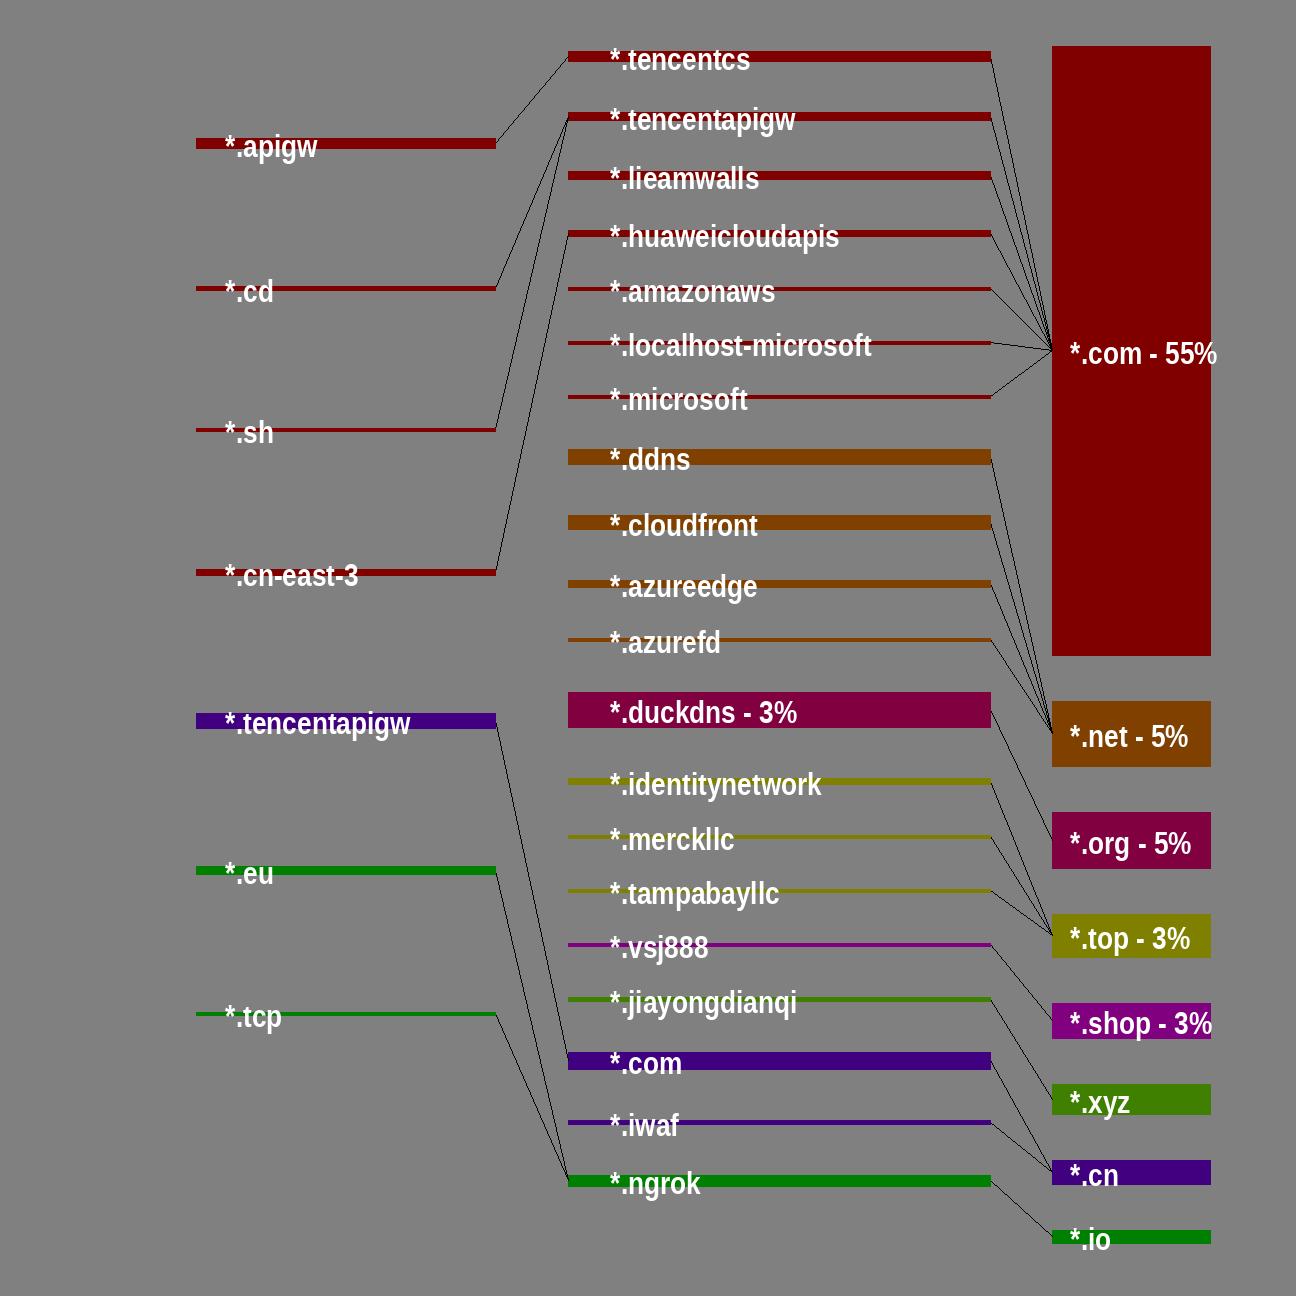 *.apigw
*.cd
*.sh
*.cn-east-3
*.tencentapigw
*.eu
*.tcp
*.tencentcs
*.tencentapigw
*.lieamwalls
*.huaweicloudapis
*.amazonaws
*.localhost-microsoft
*.microsoft
*.ddns
*.cloudfront
*.azureedge
*.azurefd
*.duckdns - 3%
*.identitynetwork
*.merckllc
*.tampabayllc
*.vsj888
*.jiayongdianqi
*.com
*.iwaf
*.ngrok
*.com - 55%
*.net - 5%
*.org - 5%
*.top - 3%
*.shop - 3%
*.xyz
*.cn
*.io